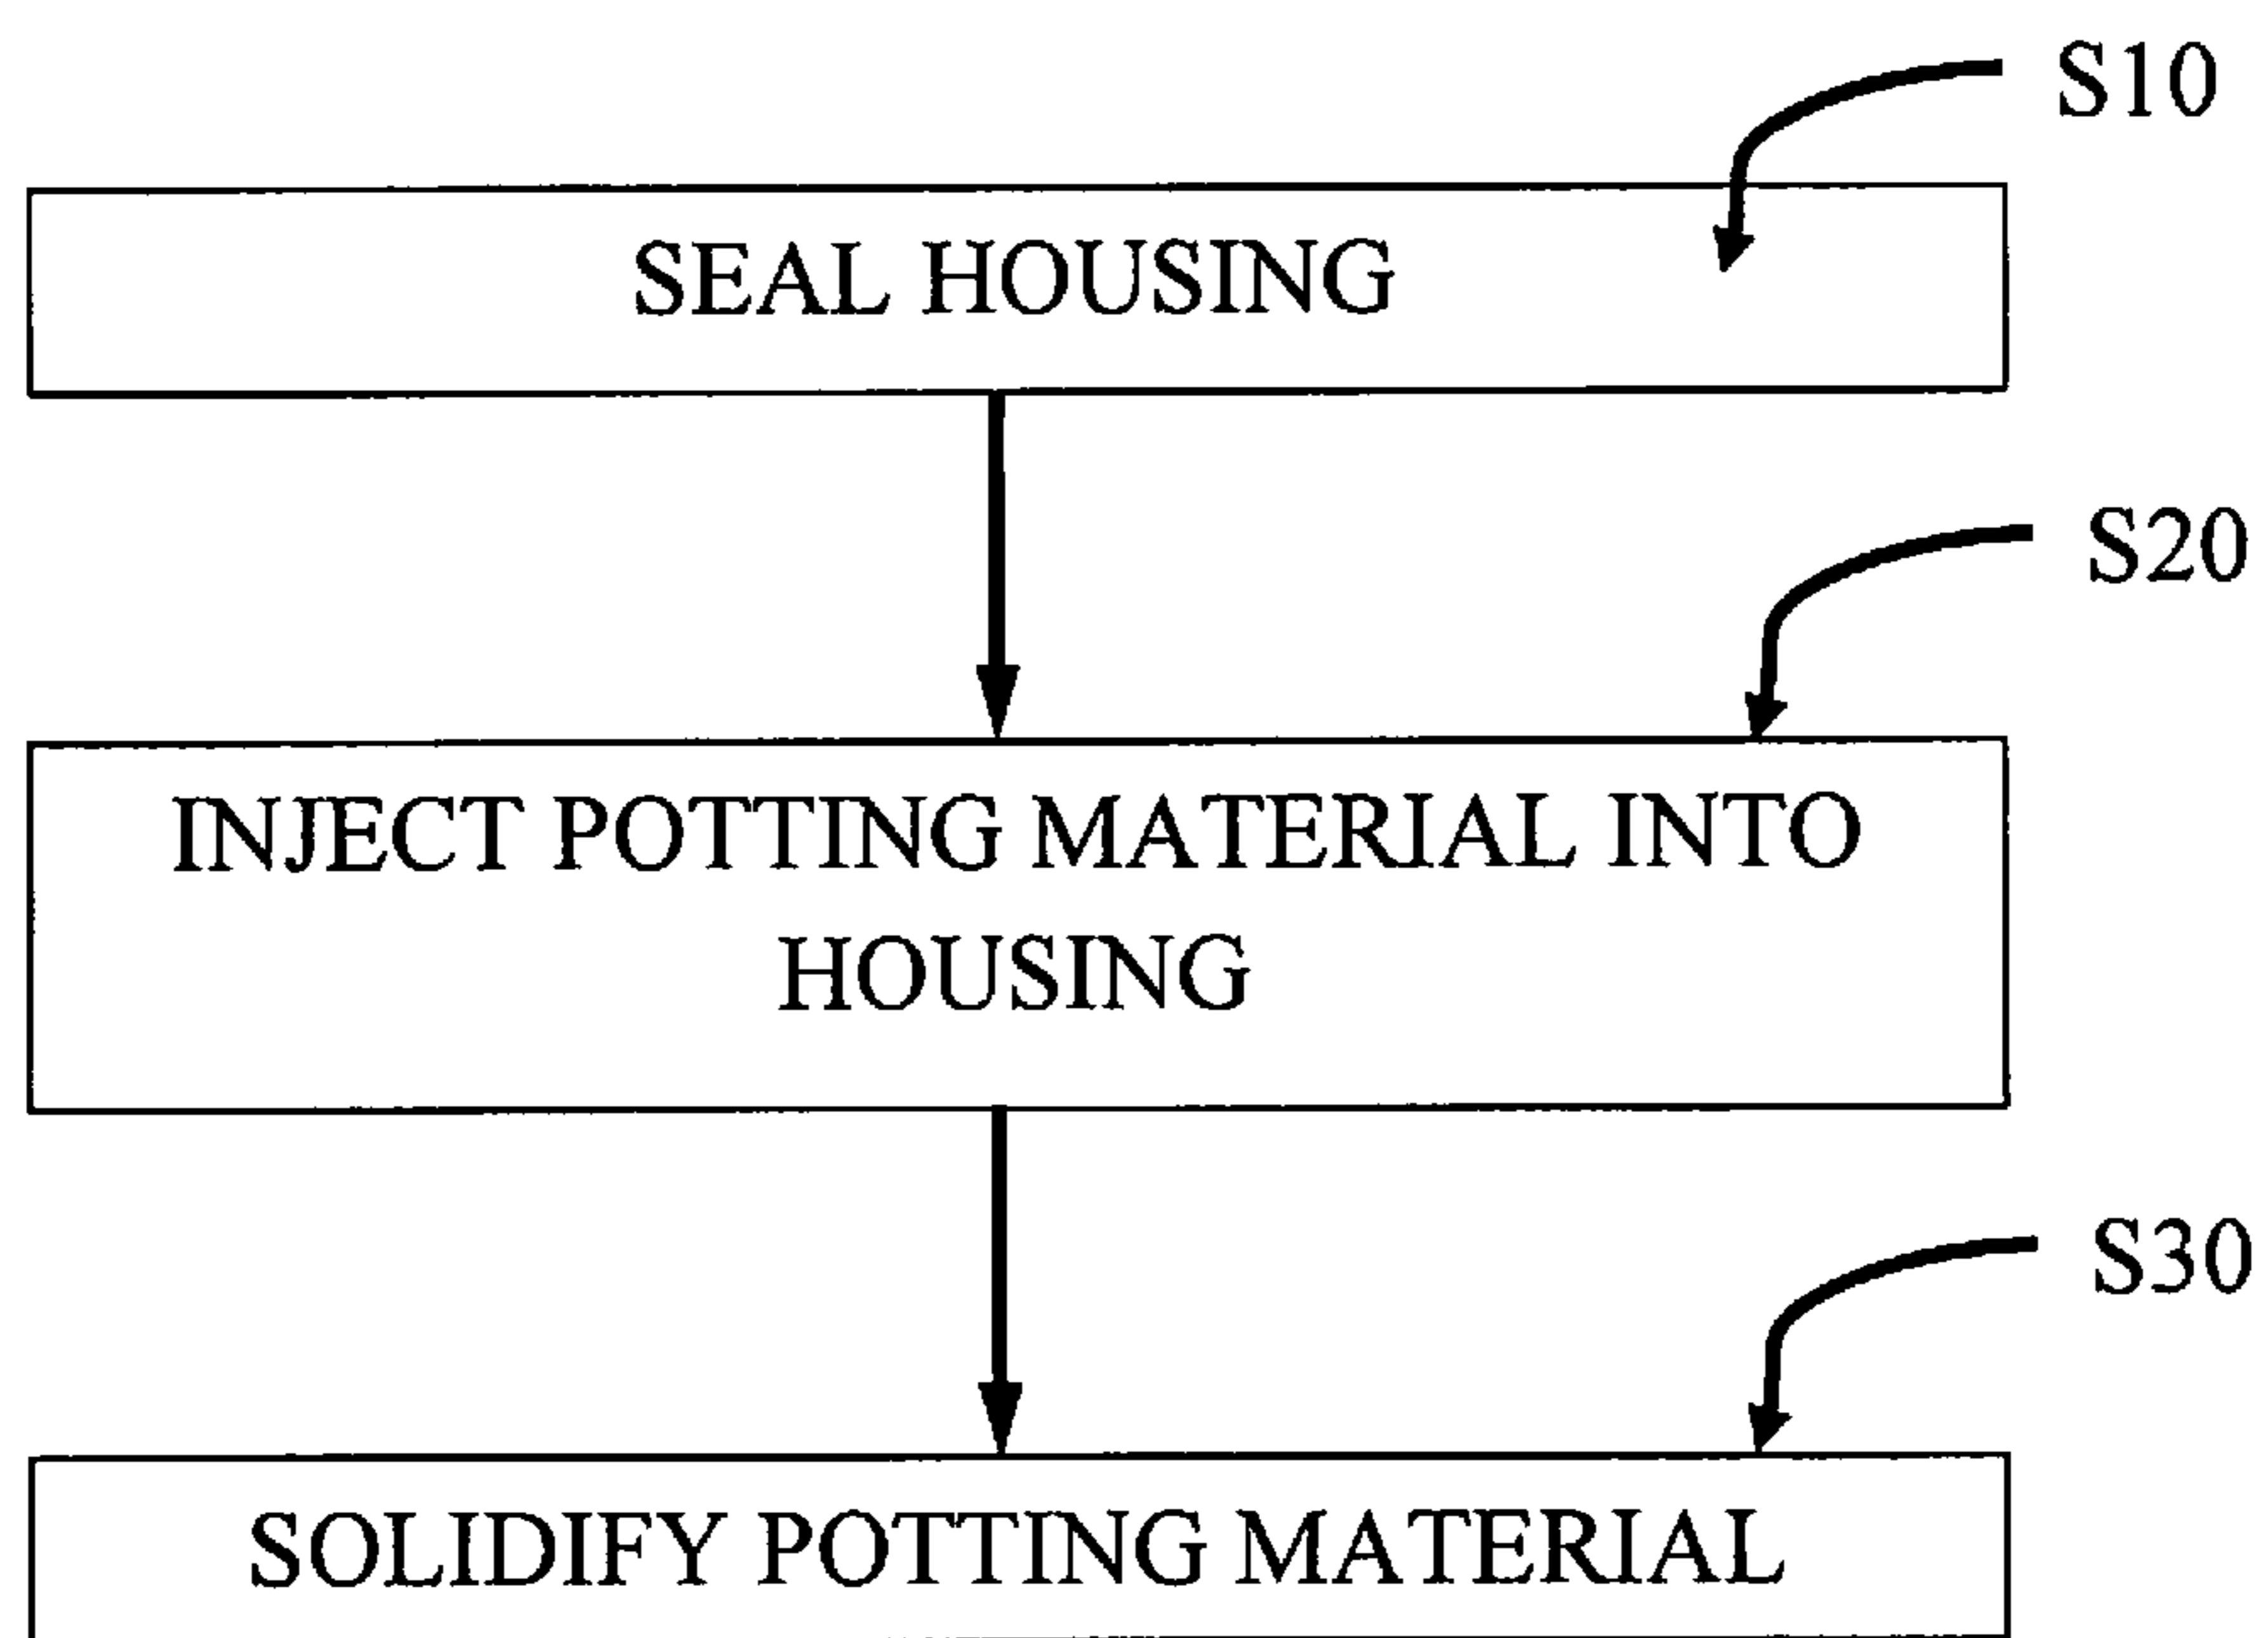 S10
SEAL HOUSING
S20
INJECT POTTING MATERIAL INTO
HOUSING
S30
SOLIDIFY POTTING MATERIAL